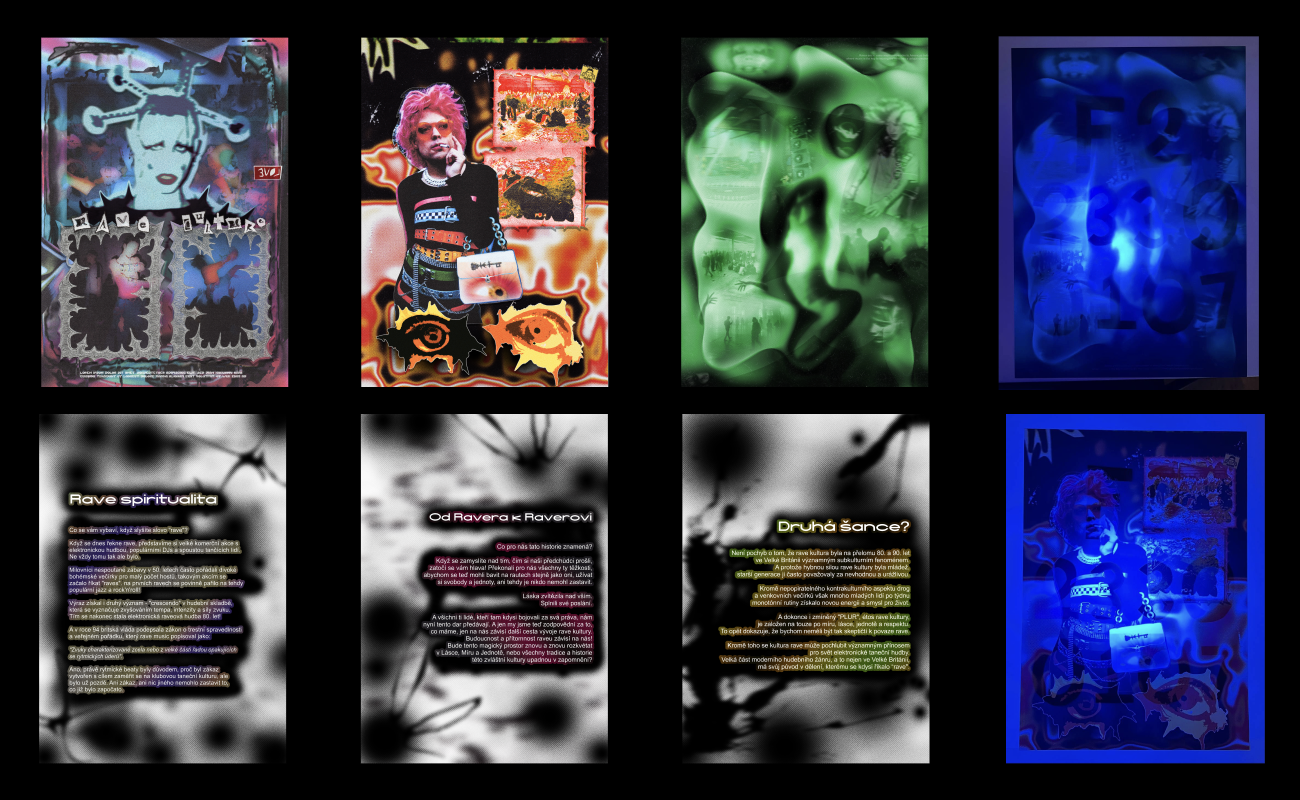 RAVE CULTURE
Rave spiritualita
Co se vám vybaví, když slyšíte slovo "rave"?
Když se dnes řekne rave, představíme si velké komerční akce s
elektronickou hudbou, populárními DJs a spoustou tančících lidí.
Ne vždy tomu tak ale bylo.
Milovníci nespoutané zábavy v 50. letech často pořádali divoké
bohémské večírky pro malý počet hostů, takovým akcím se
začalo říkat "raves", na prvních ravech se povinně pařilo na tehdy
populární jazz a rock'n'roll!
Výraz získal i druhý význam - "crescendo" v hudební skladbě,
která se vyznačuje zvyšováním tempa, intenzity a síly zvuku.
Tím se nakonec stala elektronická raveová hudba 80. let!
A v roce 94 britská vláda podepsala zákon o trestní spravedlnosti
a veřejném pořádku, který rave music popisoval jako:
"Zvuky charakterizované zcela nebo z velké části řadou opakujících
se rytmických úderů".
Ano, právě rytmické beaty byly důvodem, proč byl zákaz
vytvořen s cílem zaměřit se na klubovou taneční kulturu, ale
bylo už pozdě. Ani zákaz, ani nic jiného nemohlo zastavit to,
co již bylo započato.
Od Ravera k Raverovi
Co pro nás tato historie znamená?
Když se zamyslíte nad tím, čím si naši předchůdci prošli,
zatočí se vám hlava! Překonali pro nás všechny ty těžkosti,
abychom se teď mohli bavit na rautech stejně jako oni, užívat
si svobody a jednoty, ani tehdy je nikdo nemohl zastavit.
Láska zvítězila nad vším.
Splnili své poslání.
A všichni ti lidé, kteří tam kdysi bojovali za svá práva, nám
nyní tento dar předávají. A jen my jsme teď zodpovědní za to,
co máme, jen na nás závisí další cesta vývoje rave kultury.
Budoucnost a přítomnost raveu závisí na nás!
Bude tento magický prostor znovu a znovu rozkvétat
v Lásce, Míru a Jednotě, nebo všechny tradice a historie
této zvláštní kultury upadnou v zapomnění?
Druhá šance?
Není pochyb o tom, že rave kultura byla na přelomu 80. a 90. let
ve Velké Británii významným subkulturním fenoménem.
A protože hybnou silou rave kultury byla mládež,
starší generace ji často považovaly za nevhodnou a urážlivou.
Kromě nepopiratelného kontrakulturního aspektu drog
a venkovních večírků však mnoho mladých lidí po týdnu
monotónní rutiny získalo novou energii a smysl pro život.
A dokonce i zmíněný "PLUR", étos rave kultury,
je založen na touze po míru, lásce, jednotě a respektu.
To opět dokazuje, že bychom neměli být tak skeptičtí k povaze rave.
Kromě toho se kultura rave může pochlubit významným přínosem
pro svět elektronické taneční hudby.
Velká část moderního hudebního žánru, a to nejen ve Velké Británii,
má svůj původ v dělení, kterému se kdysi říkalo "rave".